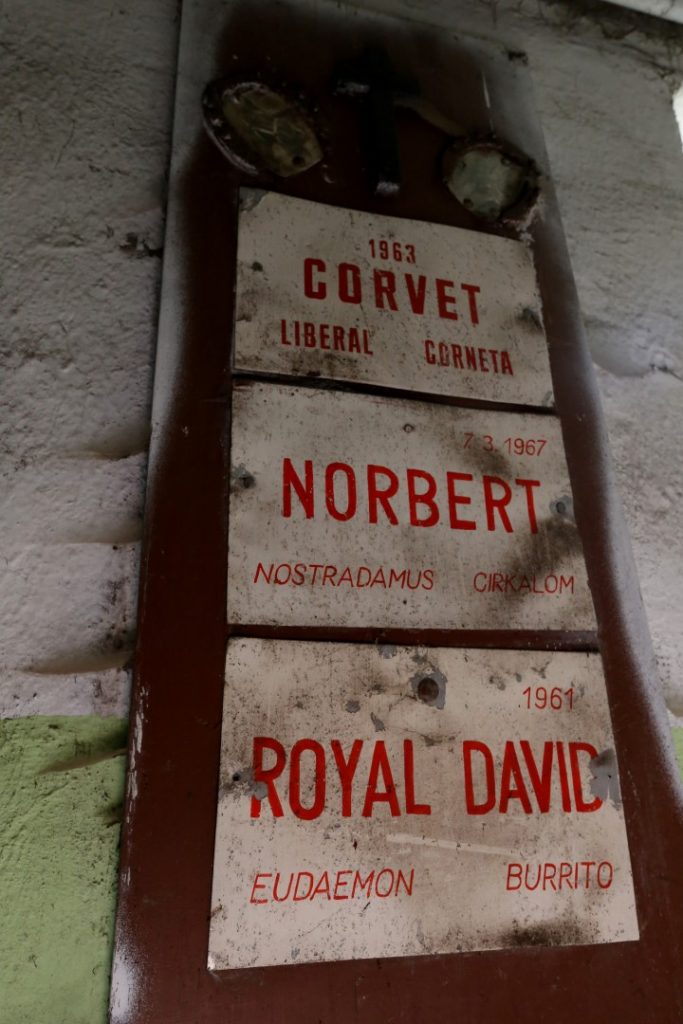 1963
CORVET
LIBERAL CORNETA
7.3.1967
NORBERT
NOSTRADAMUS CIRKALOM
1961
ROYAL DAVID
EUDAEMON BURRITO